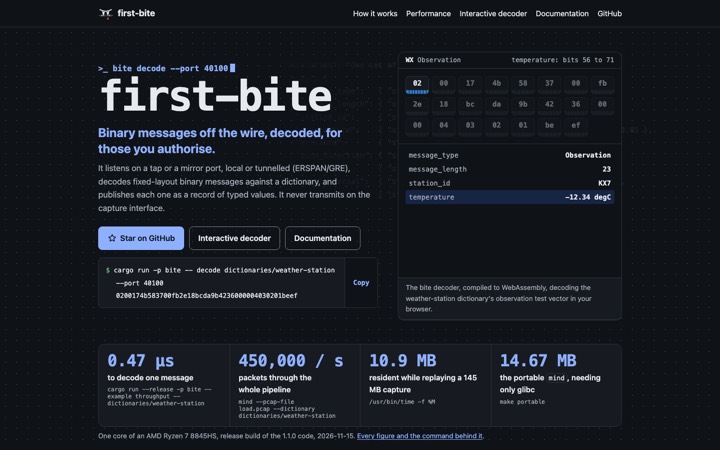 first-bite
How it works Performance Interactive decoder Documentation GitHub
>_ bite decode --port 40100
first-bite
Binary messages off the wire, decoded, for
those you authorise.
It listens on a tap or a mirror port, local or tunnelled (ERSPAN/GRE),
decodes fixed-layout binary messages against a dictionary, and
publishes each one as a record of typed values. It never transmits on the
capture interface.
Star on GitHub Interactive decoder Documentation
$ cargo run -p bite -- decode dictionaries/weather-station
--port 40100
0200174b583700fb2e18bcda9b4236000004030201beef
Copy
WX Observation temperature: bits 56 to 71
02 00 17 4b 58 37 00 fb
2e 18 bc da 9b 42 36 00
00 04 03 02 01 be ef
message_type Observation
message_length 23
station_id KX7
temperature −12.34 degC
The bite decoder, compiled to WebAssembly, decoding the
weather-station dictionary's observation test vector in your
browser.
0.47 µs
to decode one message
cargo run --release -p bite --
example throughput --
dictionaries/weather-station
450,000 / s
packets through the
whole pipeline
mind --pcap-file
load.pcap --dictionary
dictionaries/weather-station
10.9 MB
resident while replaying a 145
MB capture
/usr/bin/time -f %M
14.67 MB
the portable mind, needing
only glibc
make portable
One core of an AMD Ryzen 7 8845HS, release build of the 1.1.0 code, 2026-11-15. Every figure and the command behind it.